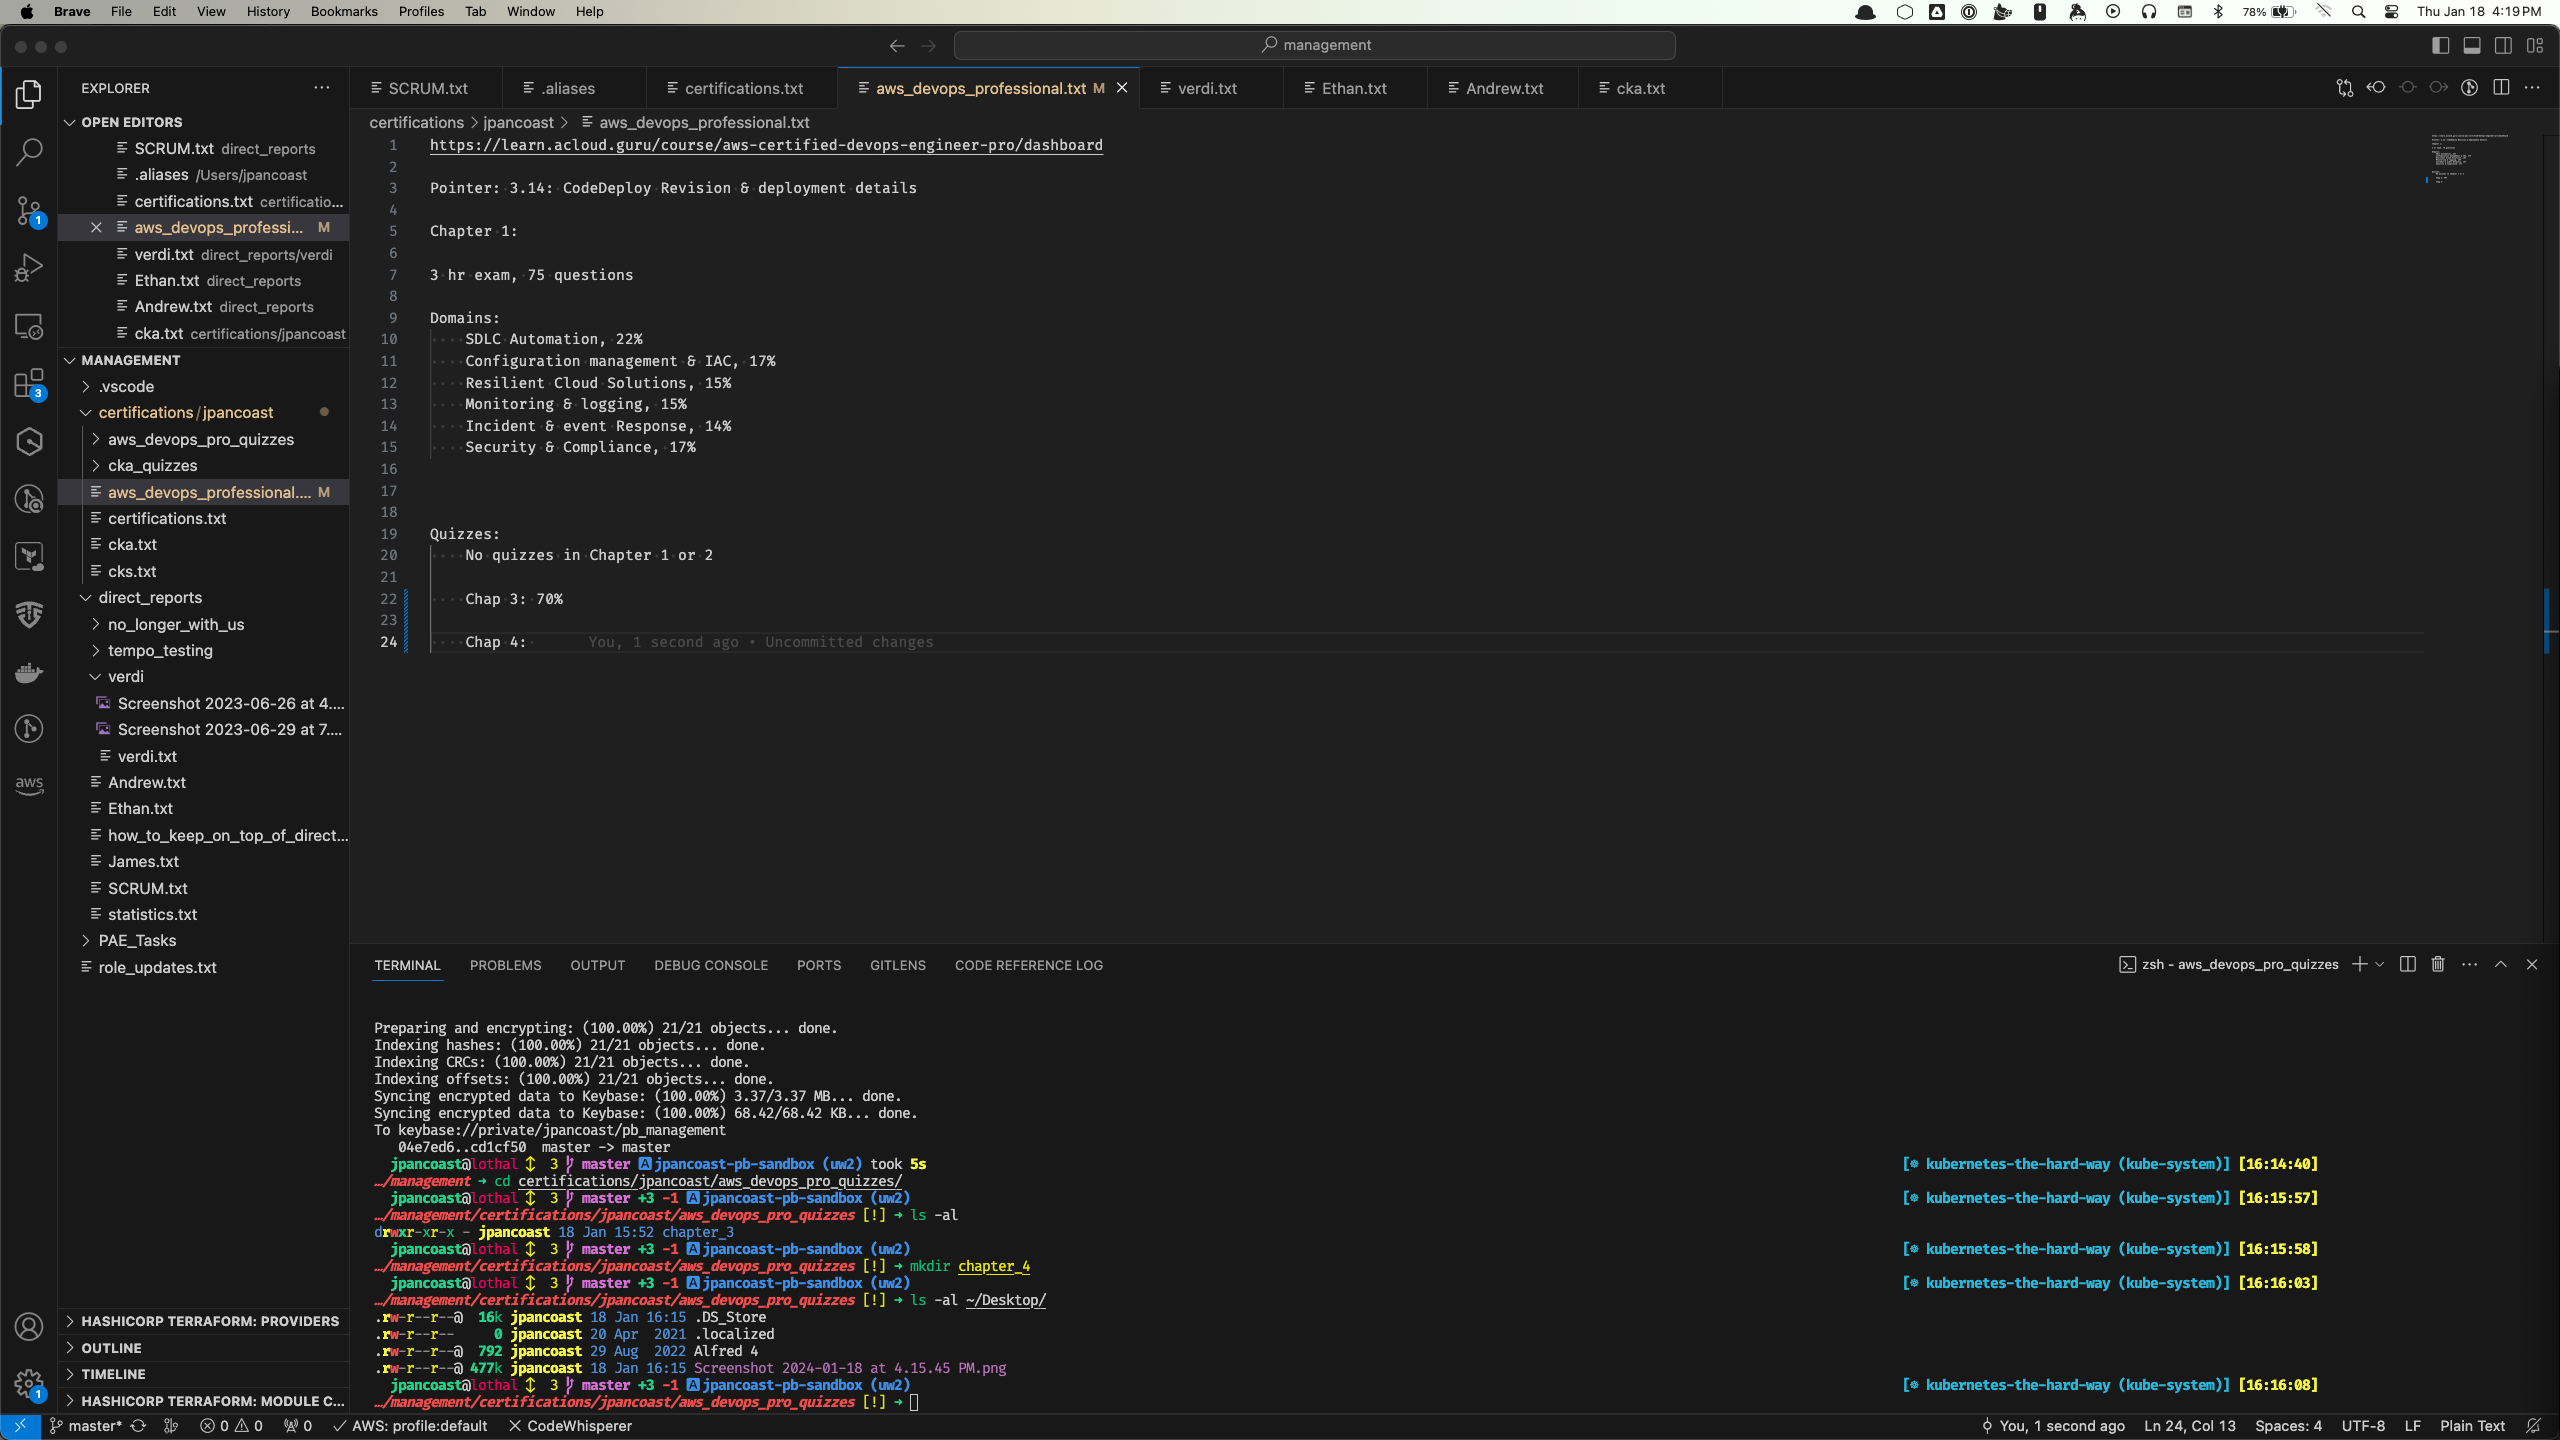 Brave File Edit View History Bookmarks Profiles Tab Window Help 78% Thu Jan 18 4:19 PM
management
EXPLORER
OPEN EDITORS
SCRUM.txt direct_reports
.aliases /Users/jpancoast
certifications.txt certificatio...
aws_devops_professi... M
verdi.txt direct_reports/verdi
Ethan.txt direct_reports
Andrew.txt direct_reports
cka.txt certifications/jpancoast
MANAGEMENT
.vscode
certifications / jpancoast
aws_devops_pro_quizzes
cka_quizzes
aws_devops_professional.... M
certifications.txt
cka.txt
cks.txt
direct_reports
no_longer_with_us
tempo_testing
verdi
Screenshot 2023-06-26 at 4....
Screenshot 2023-06-29 at 7....
verdi.txt
Andrew.txt
Ethan.txt
how_to_keep_on_top_of_direct...
James.txt
SCRUM.txt
statistics.txt
PAE_Tasks
role_updates.txt
HASHICORP TERRAFORM: PROVIDERS
OUTLINE
TIMELINE
HASHICORP TERRAFORM: MODULE C...
1
3
aws
1
SCRUM.txt .aliases certifications.txt aws_devops_professional.txt M verdi.txt Ethan.txt Andrew.txt cka.txt
certifications > jpancoast > aws_devops_professional.txt
1 https://learn.acloud.guru/course/aws-certified-devops-engineer-pro/dashboard
2
3 Pointer: 3.14: CodeDeploy Revision & deployment details
4
5 Chapter 1:
6
7 3 hr exam, 75 questions
8
9 Domains:
10 SDLC Automation, 22%
11 Configuration management & IAC, 17%
12 Resilient Cloud Solutions, 15%
13 Monitoring & logging, 15%
14 Incident & event Response, 14%
15 Security & Compliance, 17%
16
17
18
19 Quizzes:
20 No quizzes in Chapter 1 or 2
21
22 Chap 3: 70%
23
24 Chap 4: You, 1 second ago • Uncommitted changes
TERMINAL PROBLEMS OUTPUT DEBUG CONSOLE PORTS GITLENS CODE REFERENCE LOG zsh - aws_devops_pro_quizzes
Preparing and encrypting: (100.00%) 21/21 objects... done.
Indexing hashes: (100.00%) 21/21 objects... done.
Indexing CRCs: (100.00%) 21/21 objects... done.
Indexing offsets: (100.00%) 21/21 objects... done.
Syncing encrypted data to Keybase: (100.00%) 3.37/3.37 MB... done.
Syncing encrypted data to Keybase: (100.00%) 68.42/68.42 KB... done.
To keybase://private/jpancoast/pb_management
04e7ed6..cd1cf50 master -> master
jpancoast@lothal ↕ 3 master A jpancoast-pb-sandbox (uw2) took 5s [☸ kubernetes-the-hard-way (kube-system)] [16:14:40]
…/management → cd certifications/jpancoast/aws_devops_pro_quizzes/
jpancoast@lothal ↕ 3 master +3 -1 A jpancoast-pb-sandbox (uw2) [☸ kubernetes-the-hard-way (kube-system)] [16:15:57]
…/management/certifications/jpancoast/aws_devops_pro_quizzes [!] → ls -al
drwxr-xr-x - jpancoast 18 Jan 15:52 chapter_3
jpancoast@lothal ↕ 3 master +3 -1 A jpancoast-pb-sandbox (uw2) [☸ kubernetes-the-hard-way (kube-system)] [16:15:58]
…/management/certifications/jpancoast/aws_devops_pro_quizzes [!] → mkdir chapter_4
jpancoast@lothal ↕ 3 master +3 -1 A jpancoast-pb-sandbox (uw2) [☸ kubernetes-the-hard-way (kube-system)] [16:16:03]
…/management/certifications/jpancoast/aws_devops_pro_quizzes [!] → ls -al ~/Desktop/
.rw-r--r--@ 16k jpancoast 18 Jan 16:15 .DS_Store
.rw-r--r-- 0 jpancoast 20 Apr 2021 .localized
.rw-r--r--@ 792 jpancoast 29 Aug 2022 Alfred 4
.rw-r--r--@ 477k jpancoast 18 Jan 16:15 Screenshot 2024-01-18 at 4.15.45 PM.png
jpancoast@lothal ↕ 3 master +3 -1 A jpancoast-pb-sandbox (uw2) [☸ kubernetes-the-hard-way (kube-system)] [16:16:08]
…/management/certifications/jpancoast/aws_devops_pro_quizzes [!] →
master* 0 0 0 AWS: profile:default CodeWhisperer You, 1 second ago Ln 24, Col 13 Spaces: 4 UTF-8 LF Plain Text